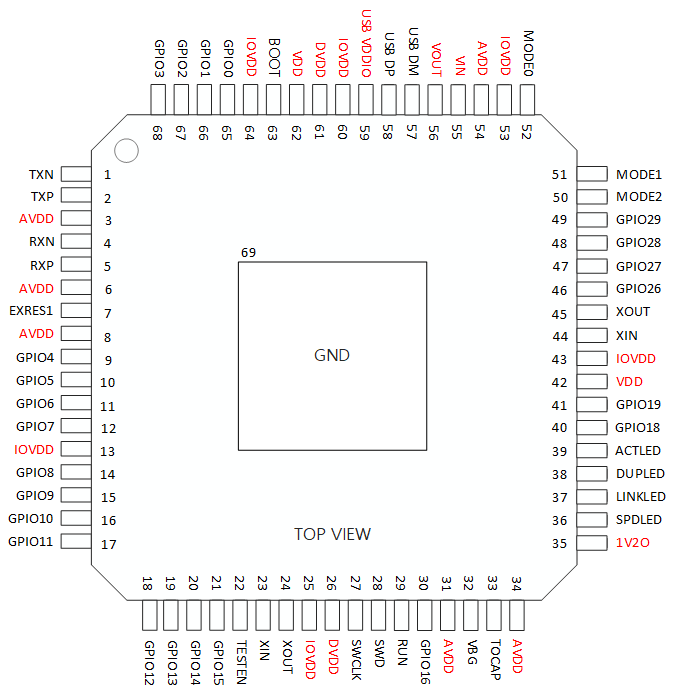 GPIO3
GPIO2
GPIO1
GPIO0
IOVDD
BOOT
VDD
DVDD
IOVDD
USB VDDIO
USB DP
USB DM
VOUT
VIN
AVDD
IOVDD
MODE0
68
67
66
65
64
63
62
61
60
59
58
57
56
55
54
53
52
TXN 1
TXP 2
AVDD 3
RXN 4
RXP 5
AVDD 6
EXRES1 7
AVDD 8
GPIO4 9
GPIO5 10
GPIO6 11
GPIO7 12
IOVDD 13
GPIO8 14
GPIO9 15
GPIO10 16
GPIO11 17
69
GND
TOP VIEW
51 MODE1
50 MODE2
49 GPIO29
48 GPIO28
47 GPIO27
46 GPIO26
45 XOUT
44 XIN
43 IOVDD
42 VDD
41 GPIO19
40 GPIO18
39 ACTLED
38 DUPLED
37 LINKLED
36 SPDLED
35 1V2O
18
19
20
21
22
23
24
25
26
27
28
29
30
31
32
33
34
GPIO12
GPIO13
GPIO14
GPIO15
TESTEN
XIN
XOUT
IOVDD
DVDD
SWCLK
SWD
RUN
GPIO16
AVDD
VBG
TOCAP
AVDD